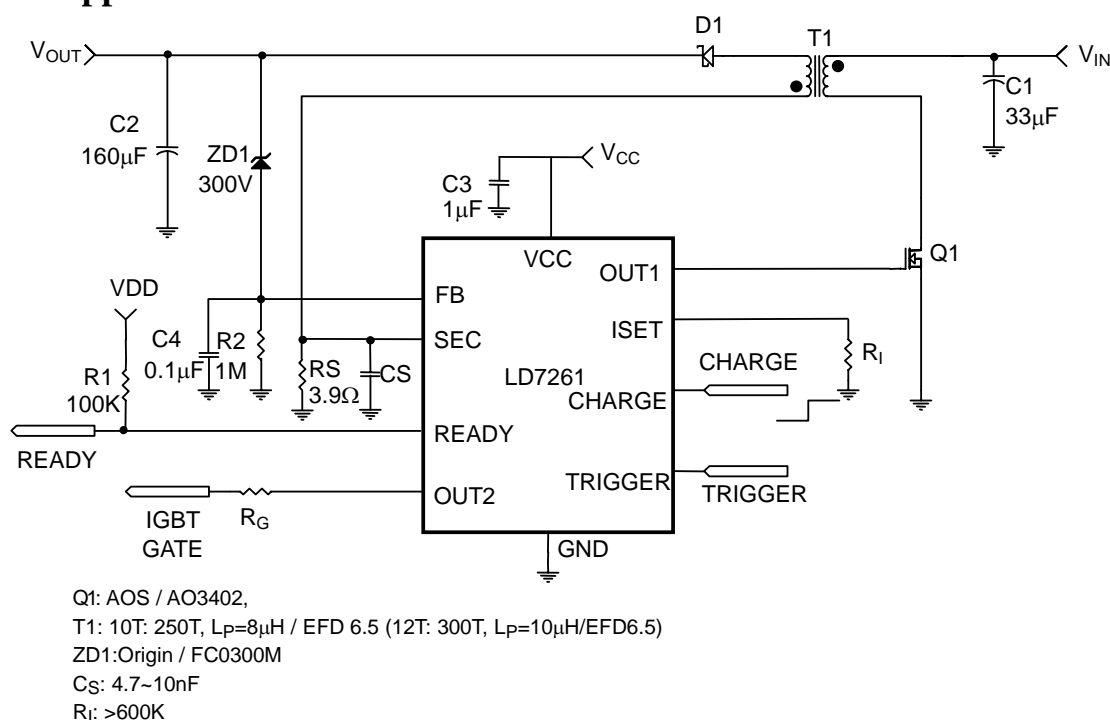 D1
T1
VOUT
VIN
C1
33μF
C2
160μF
ZD1
300V
VCC
C3
1μF
VCC
OUT1
Q1
VDD
FB
ISET
C4
0.1μF
R2
1M
SEC
RS
3.9Ω
CS
LD7261
RI
CHARGE
CHARGE
R1
100K
READY
READY
TRIGGER
TRIGGER
OUT2
IGBT
GATE
RG
GND
Q1: AOS / AO3402,
T1: 10T: 250T, LP=8μH / EFD 6.5 (12T: 300T, LP=10μH/EFD6.5)
ZD1:Origin / FC0300M
CS: 4.7~10nF
RI: >600K